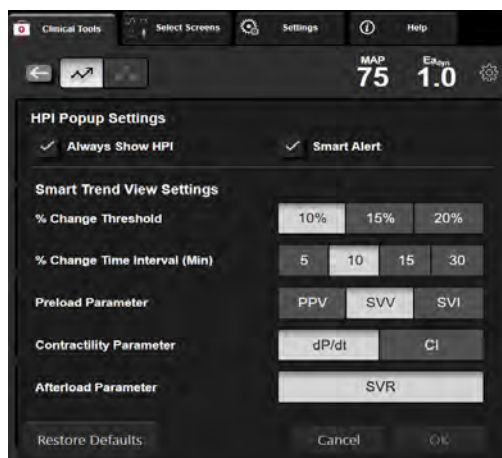 Clinical Tools Select Screens Settings Help
MAP 75 Eadyn 1.0
HPI Popup Settings
Always Show HPI Smart Alert
Smart Trend View Settings
% Change Threshold 10% 15% 20%
% Change Time Interval (Min) 5 10 15 30
Preload Parameter PPV SVV SVI
Contractility Parameter dP/dt CI
Afterload Parameter SVR
Restore Defaults Cancel OK